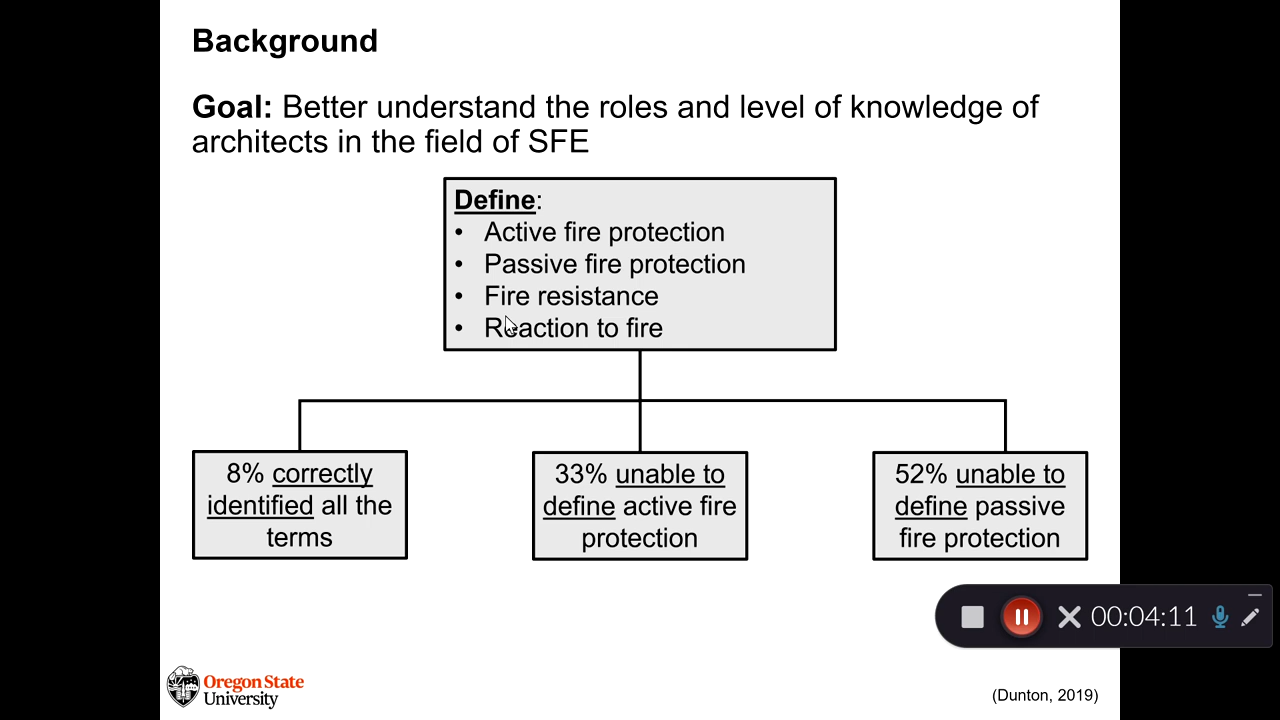 Background
Goal: Better understand the roles and level of knowledge of
architects in the field of SFE
Define:
• Active fire protection
• Passive fire protection
• Fire resistance
• Reaction to fire
8% correctly
identified all the
terms
33% unable to
define active fire
protection
52% unable to
define passive
fire protection
00:04:11
Oregon State
University
(Dunton, 2019)